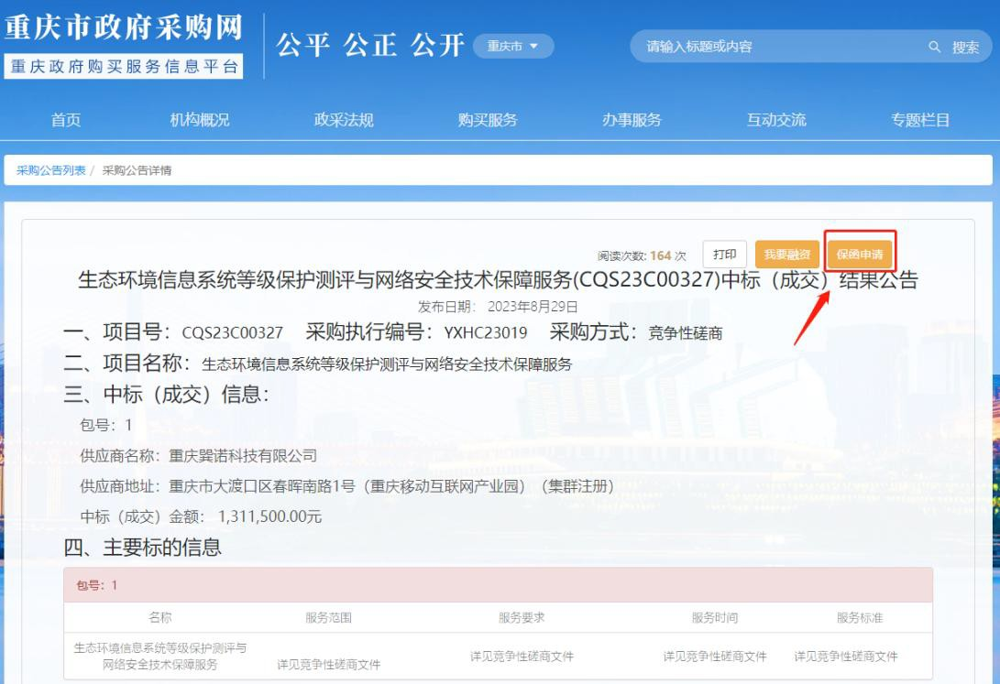 重庆市政府采购网
重庆政府购买服务信息平台
公平 公正 公开
重庆市
请输入标题或内容
搜索
首页 机构概况 政采法规 购买服务 办事服务 互动交流 专题栏目
采购公告列表 / 采购公告详情
阅读次数: 164 次 打印 我要融资 保函申请
生态环境信息系统等级保护测评与网络安全技术保障服务(CQS23C00327)中标（成交）结果公告
发布日期： 2023年8月29日
一、项目号：CQS23C00327 采购执行编号：YXHC23019 采购方式：竞争性磋商
二、项目名称：生态环境信息系统等级保护测评与网络安全技术保障服务
三、中标（成交）信息：
包号：1
供应商名称：重庆巽诺科技有限公司
供应商地址：重庆市大渡口区春晖南路1号（重庆移动互联网产业园）（集群注册）
中标（成交）金额： 1,311,500.00元
四、主要标的信息
包号：1
名称 服务范围 服务要求 服务时间 服务标准
生态环境信息系统等级保护测评与
网络安全技术保障服务 详见竞争性磋商文件 详见竞争性磋商文件 详见竞争性磋商文件 详见竞争性磋商文件